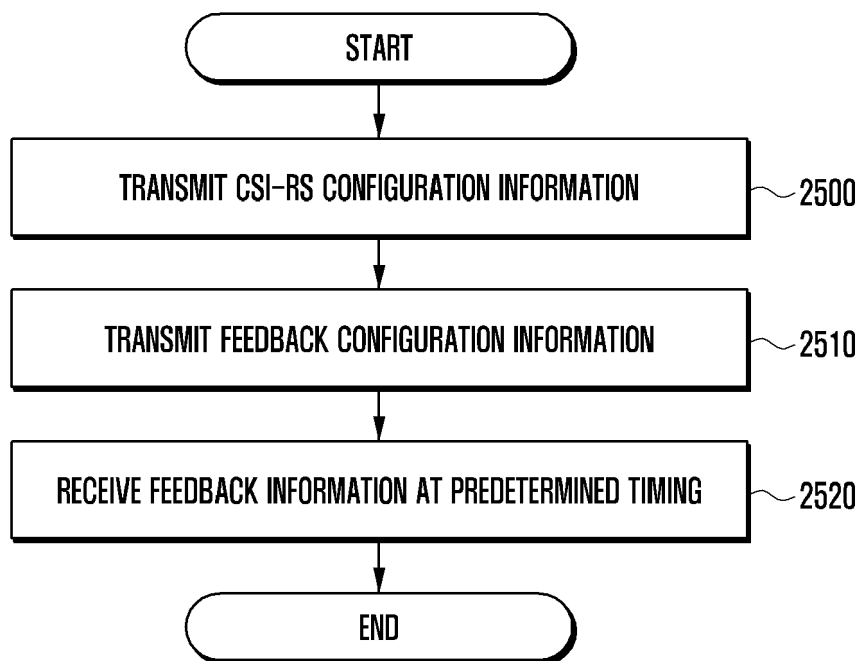 START
TRANSMIT CSI-RS CONFIGURATION INFORMATION
2500
TRANSMIT FEEDBACK CONFIGURATION INFORMATION
2510
RECEIVE FEEDBACK INFORMATION AT PREDETERMINED TIMING
2520
END